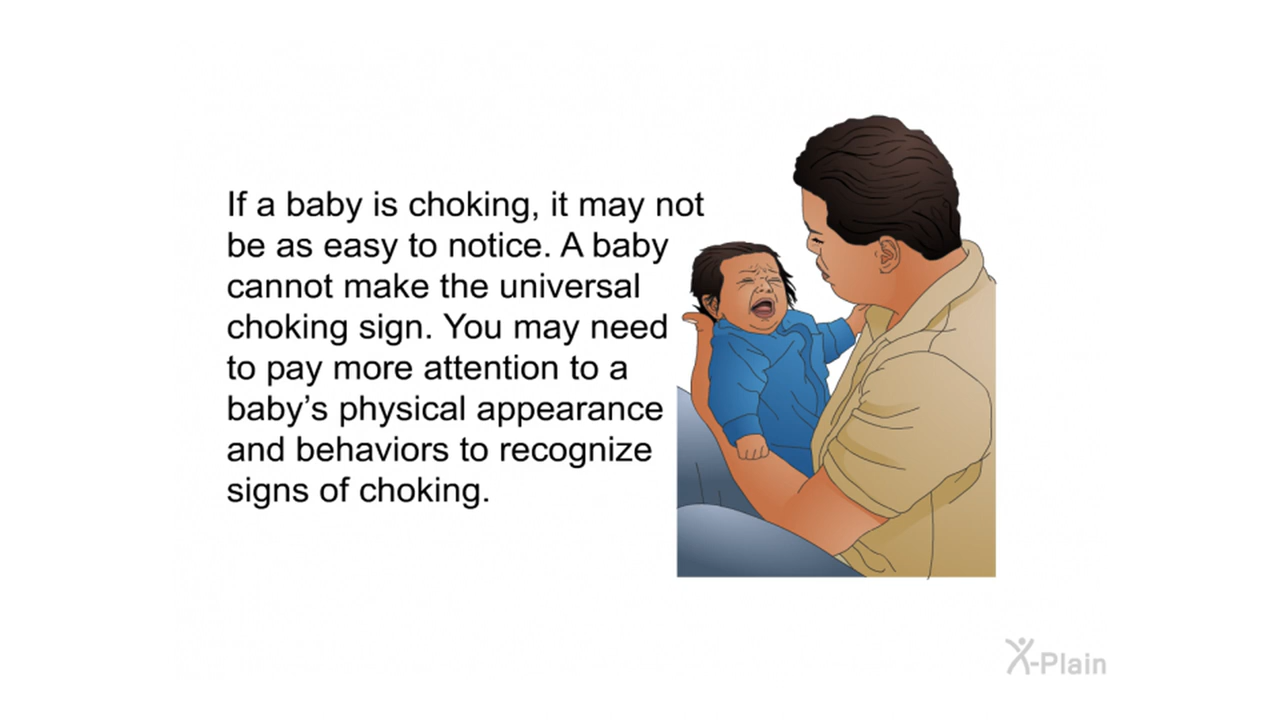 If a baby is choking, it may not
be as easy to notice. A baby
cannot make the universal
choking sign. You may need
to pay more attention to a
baby’s physical appearance
and behaviors to recognize
signs of choking.
X-Plain